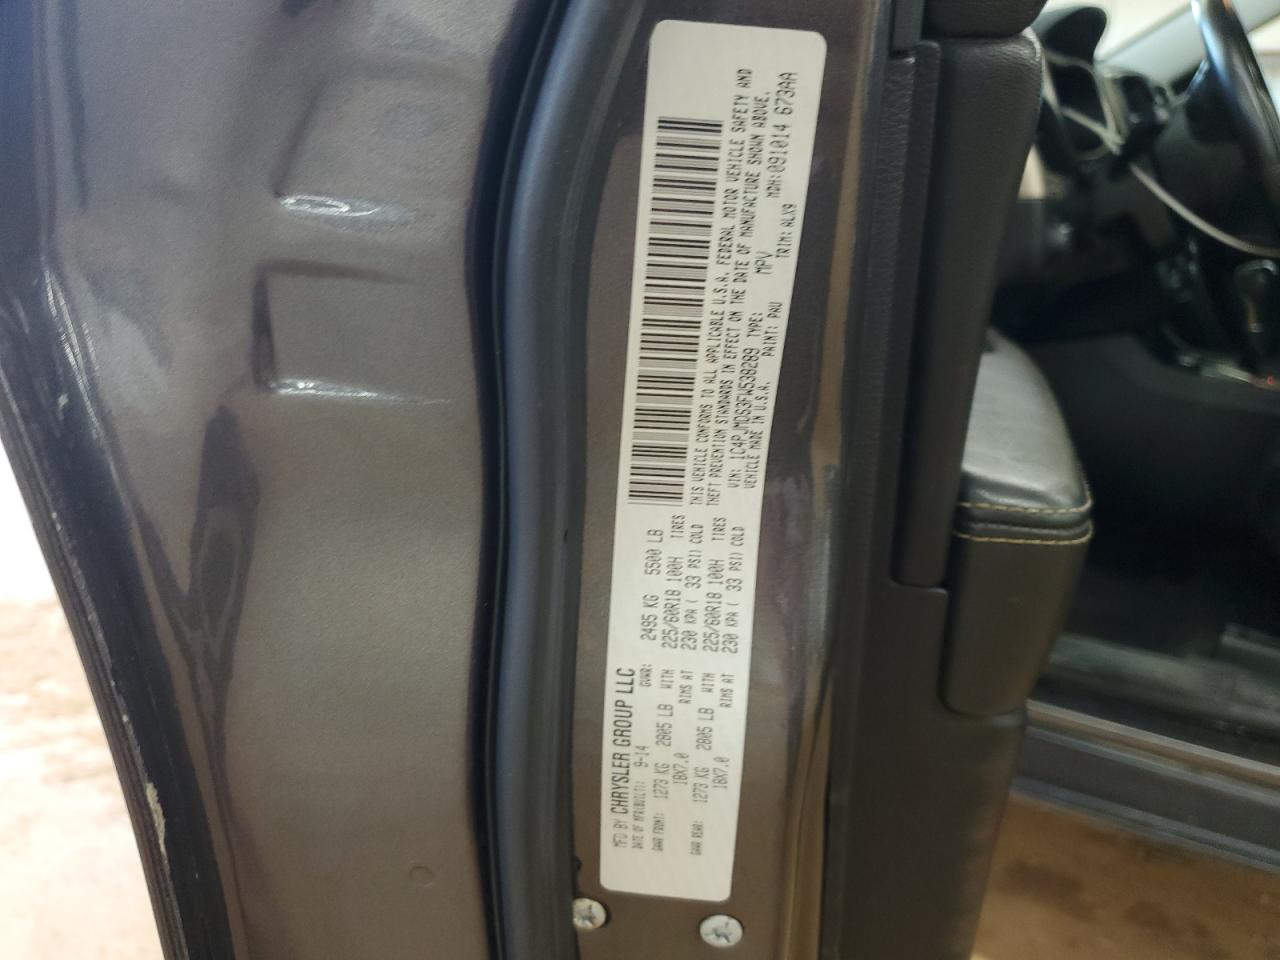 MFD BY CHRYSLER GROUP LLC
DATE OF MFR(BUILT): 9-14 GVWR: 2495 KG 5500 LB
GAWR FRONT: 1273 KG 2805 LB WITH 225/60R18 100H TIRES
18X7.0 RIMS AT 230 KPA ( 33 PSI) COLD
GAWR REAR: 1273 KG 2805 LB WITH 225/60R18 100H TIRES
18X7.0 RIMS AT 230 KPA ( 33 PSI) COLD
THIS VEHICLE CONFORMS TO ALL APPLICABLE U.S.A. FEDERAL MOTOR VEHICLE SAFETY AND
THEFT PREVENTION STANDARDS IN EFFECT ON THE DATE OF MANUFACTURE SHOWN ABOVE.
VIN: 1C4PJMDS3FW538289 TYPE: MPV MDH: 091014 673AA
VEHICLE MADE IN U.S.A. PAINT: PAU TRIM: ALX9